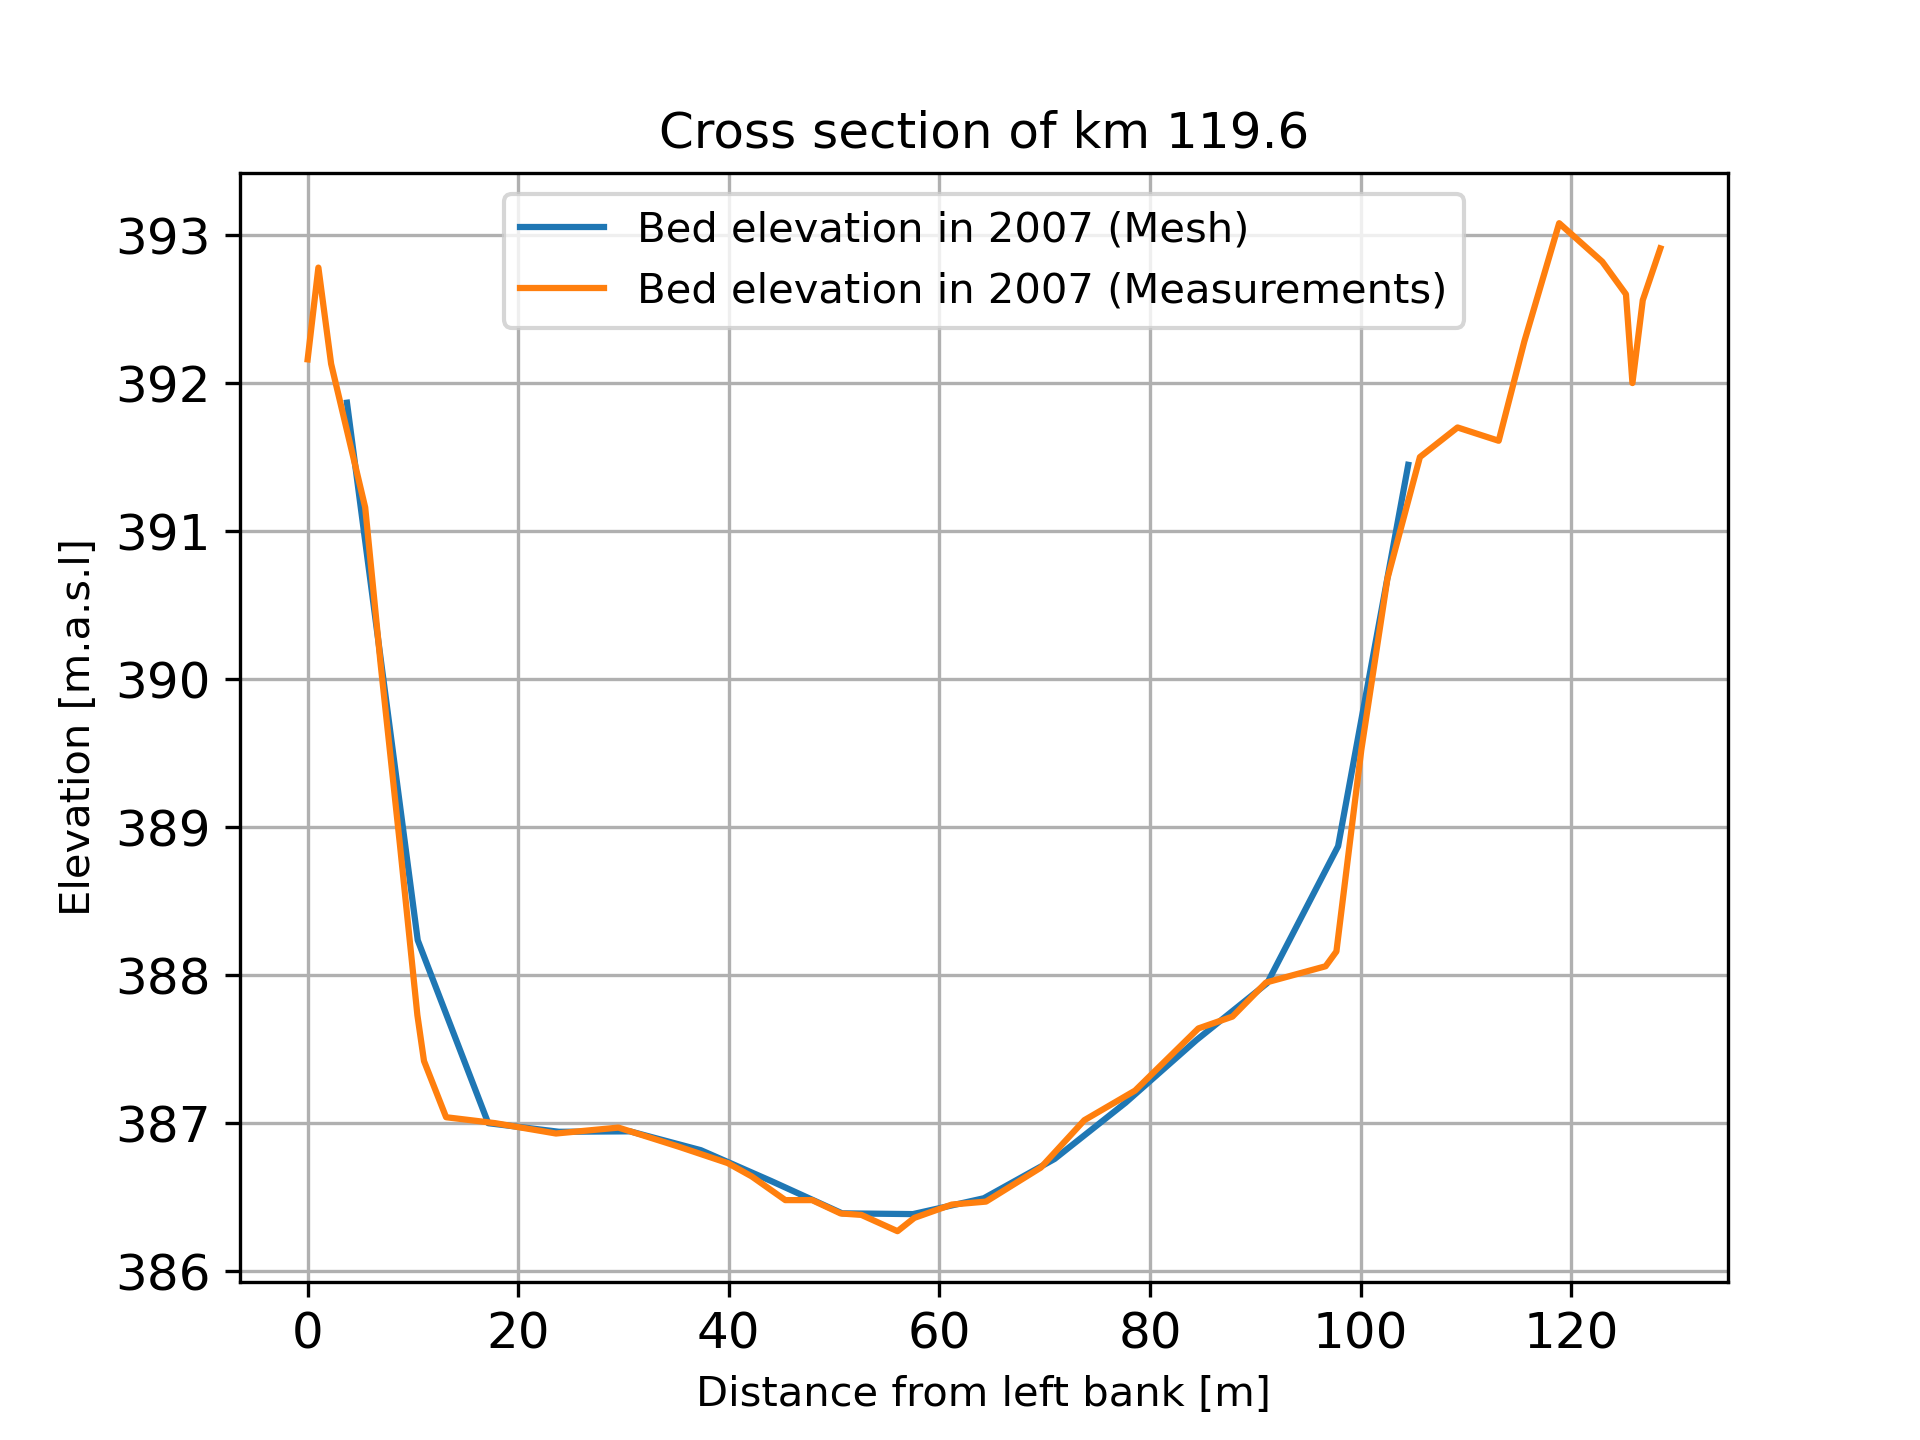 Cross section of km 119.6
Bed elevation in 2007 (Mesh)
Bed elevation in 2007 (Measurements)
Elevation [m.a.s.l]
393
392
391
390
389
388
387
386
0 20 40 60 80 100 120
Distance from left bank [m]